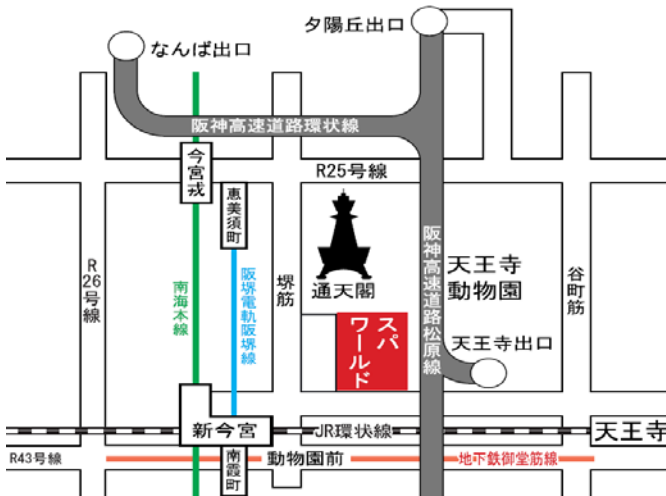 夕陽丘出口
なんば出口
阪神高速道路環状線
R25号線
今宮戎
恵美須町
R26号線
南海本線
阪堺電軌阪堺線
堺筋
通天閣
スパ
ワールド
阪神高速道路松原線
天王寺
動物園
谷町筋
天王寺出口
新今宮
JR環状線
天王寺
R43号線
南霞町
動物園前
地下鉄御堂筋線